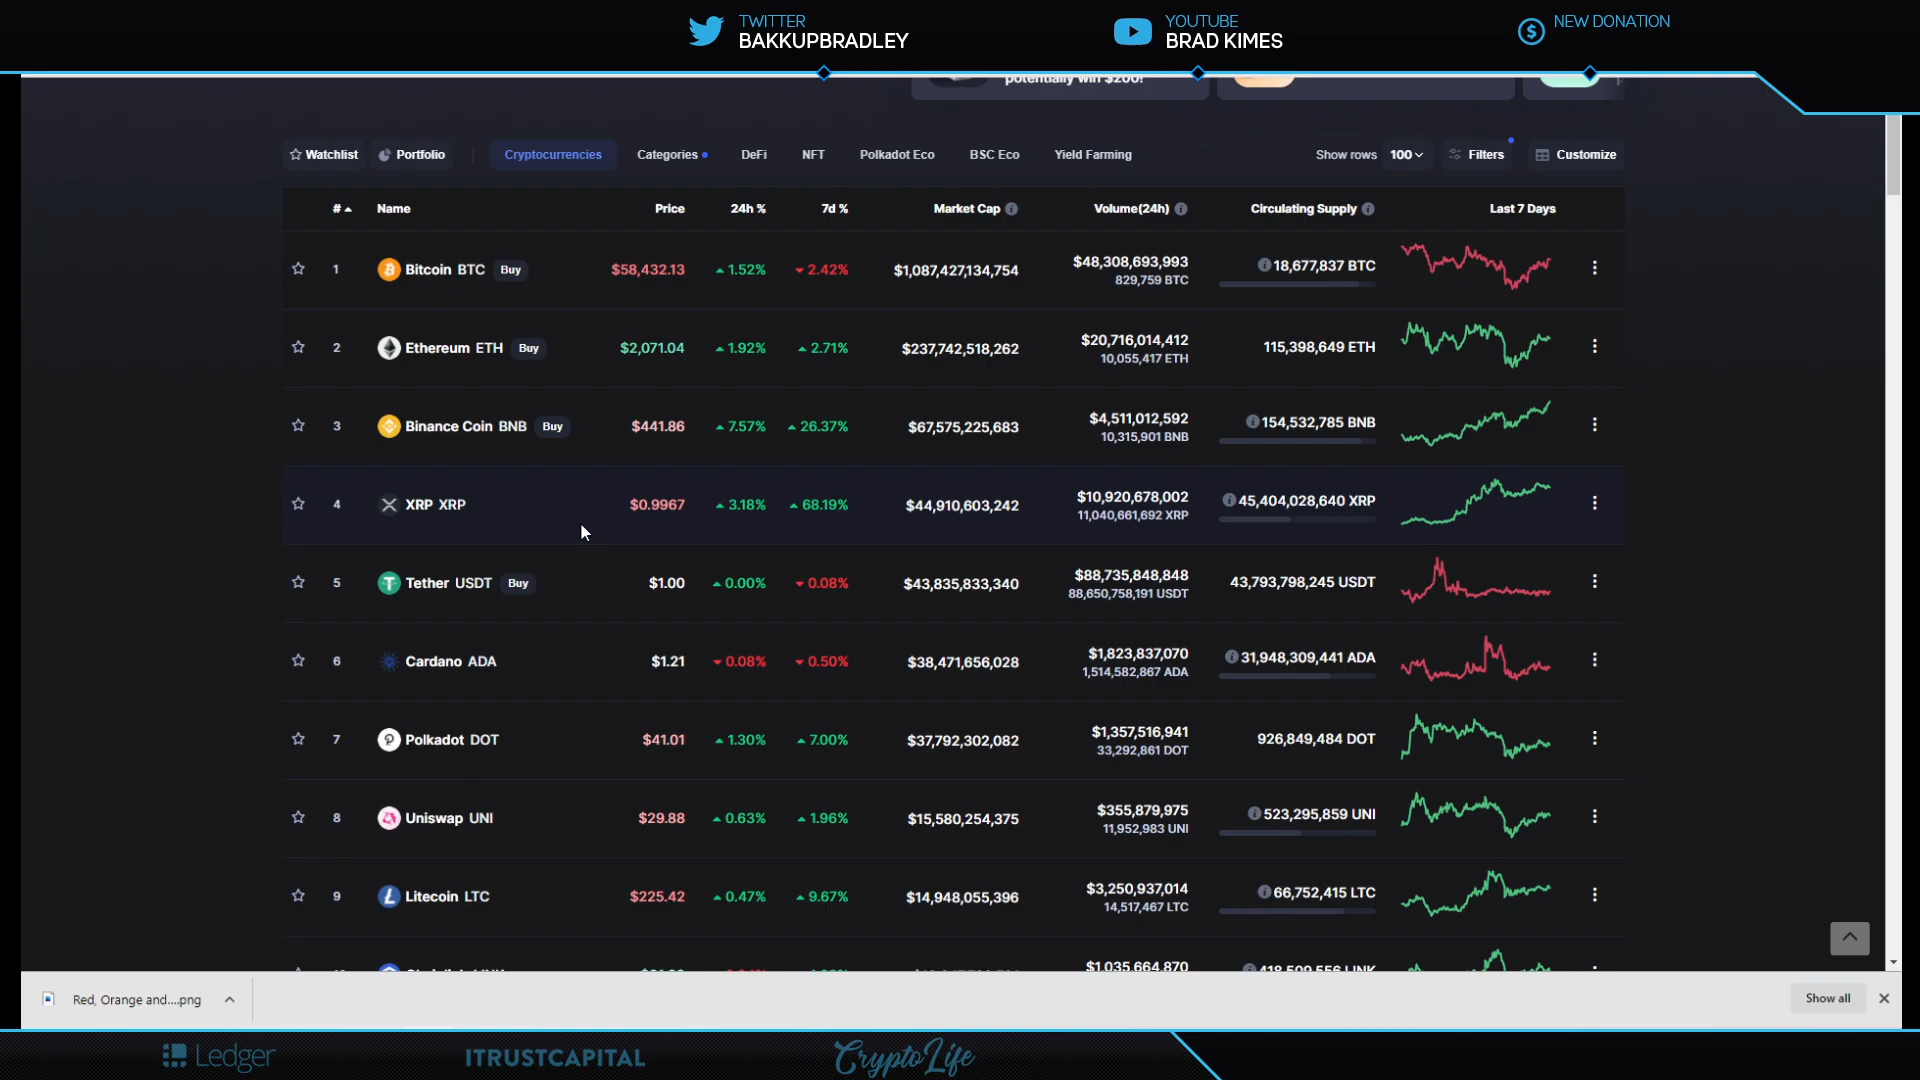 TWITTER
BAKKUPBRADLEY
YOUTUBE
BRAD KIMES
NEW DONATION
potentially win $200!
Watchlist Portfolio Cryptocurrencies Categories DeFi NFT Polkadot Eco BSC Eco Yield Farming Show rows 100 Filters Customize
# Name Price 24h % 7d % Market Cap Volume(24h) Circulating Supply Last 7 Days
1 Bitcoin BTC Buy $58,432.13 1.52% 2.42% $1,087,427,134,754 $48,308,693,993 18,677,837 BTC
829,759 BTC
2 Ethereum ETH Buy $2,071.04 1.92% 2.71% $237,742,518,262 $20,716,014,412 115,398,649 ETH
10,055,417 ETH
3 Binance Coin BNB Buy $441.86 7.57% 26.37% $67,575,225,683 $4,511,012,592 154,532,785 BNB
10,315,901 BNB
4 XRP XRP $0.9967 3.18% 68.19% $44,910,603,242 $10,920,678,002 45,404,028,640 XRP
11,040,661,692 XRP
5 Tether USDT Buy $1.00 0.00% 0.08% $43,835,833,340 $88,735,848,848 43,793,798,245 USDT
88,650,758,191 USDT
6 Cardano ADA $1.21 0.08% 0.50% $38,471,656,028 $1,823,837,070 31,948,309,441 ADA
1,514,582,867 ADA
7 Polkadot DOT $41.01 1.30% 7.00% $37,792,302,082 $1,357,516,941 926,849,484 DOT
33,292,861 DOT
8 Uniswap UNI $29.88 0.63% 1.96% $15,580,254,375 $355,879,975 523,295,859 UNI
11,952,983 UNI
9 Litecoin LTC $225.42 0.47% 9.67% $14,948,055,396 $3,250,937,014 66,752,415 LTC
14,517,467 LTC
$1,035,664,870 418,509,556 LINK
Red, Orange and....png
Show all
Ledger
ITRUSTCAPITAL
CryptoLife